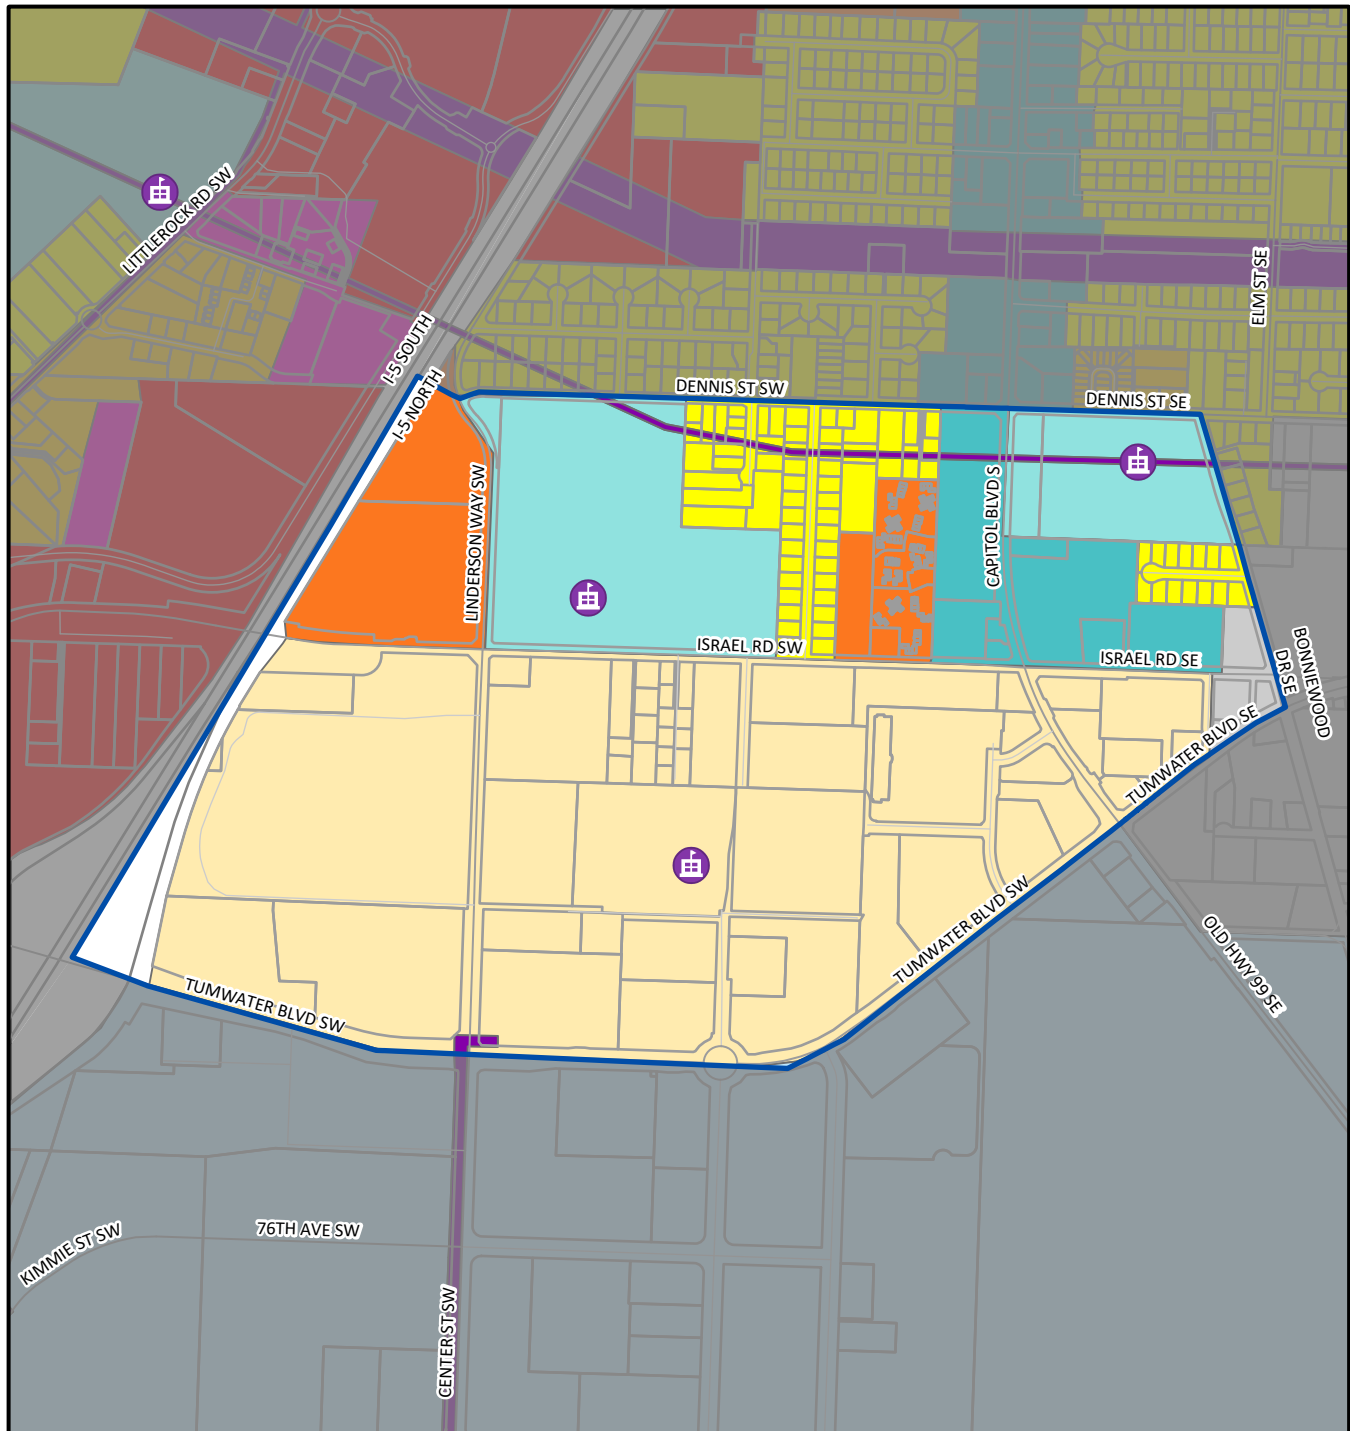 LITTLEROCK RD SW
ELM ST SE
I-5 SOUTH
I-5 NORTH
DENNIS ST SW
DENNIS ST SE
LINDERSON WAY SW
CAPITOL BLVD S
ISRAEL RD SW
ISRAEL RD SE
BONNIEWOOD
DR SE
TUMWATER BLVD SE
TUMWATER BLVD SW
OLD HWY 99 SE
TUMWATER BLVD SW
76TH AVE SW
KIMMIE ST SW
CENTER ST SW